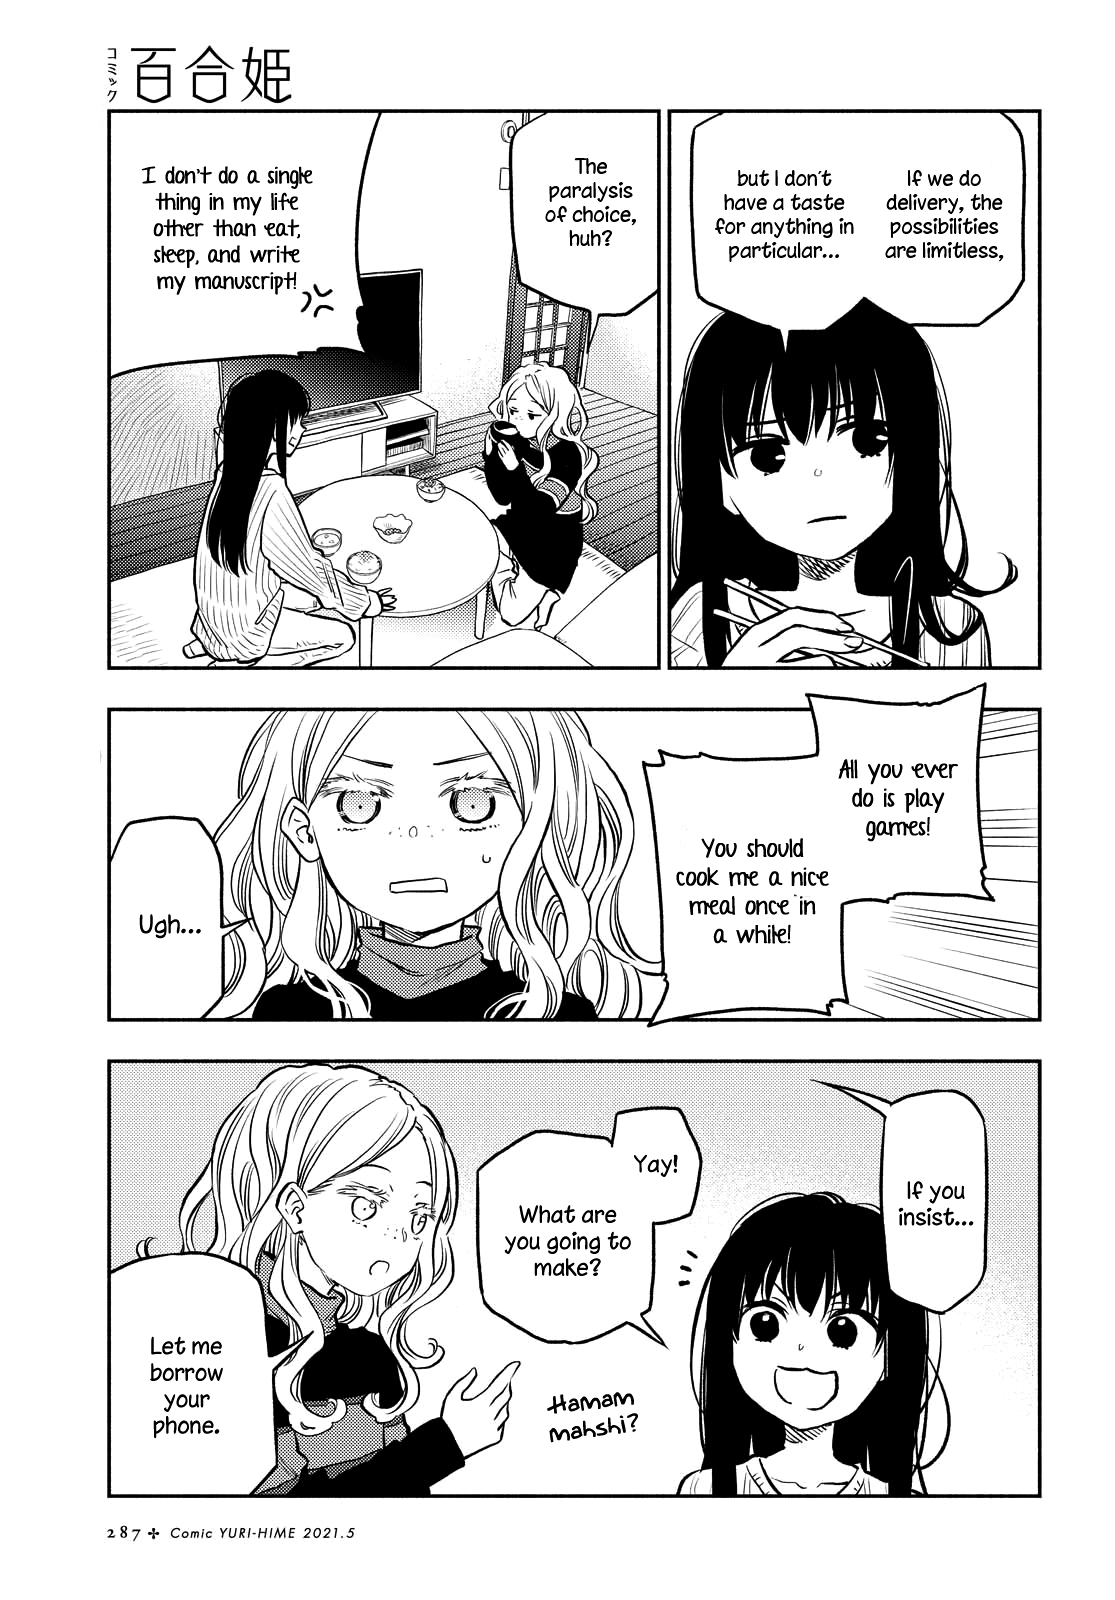 コミック
百合姫
If we do
delivery, the
possibilities
are limitless,
but I don't
have a taste
for anything in
particular...
The
paralysis
of choice,
huh?
I don't do a single
thing in my life
other than eat,
sleep, and write
my manuscript!
All you ever
do is play
games!
You should
cook me a nice
meal once in
a while!
Ugh...
If you
insist...
Yay!
What are
you going to
make?
Hamam
mahshi?
Let me
borrow
your
phone.
287 ✢ Comic YURI-HIME 2021.5